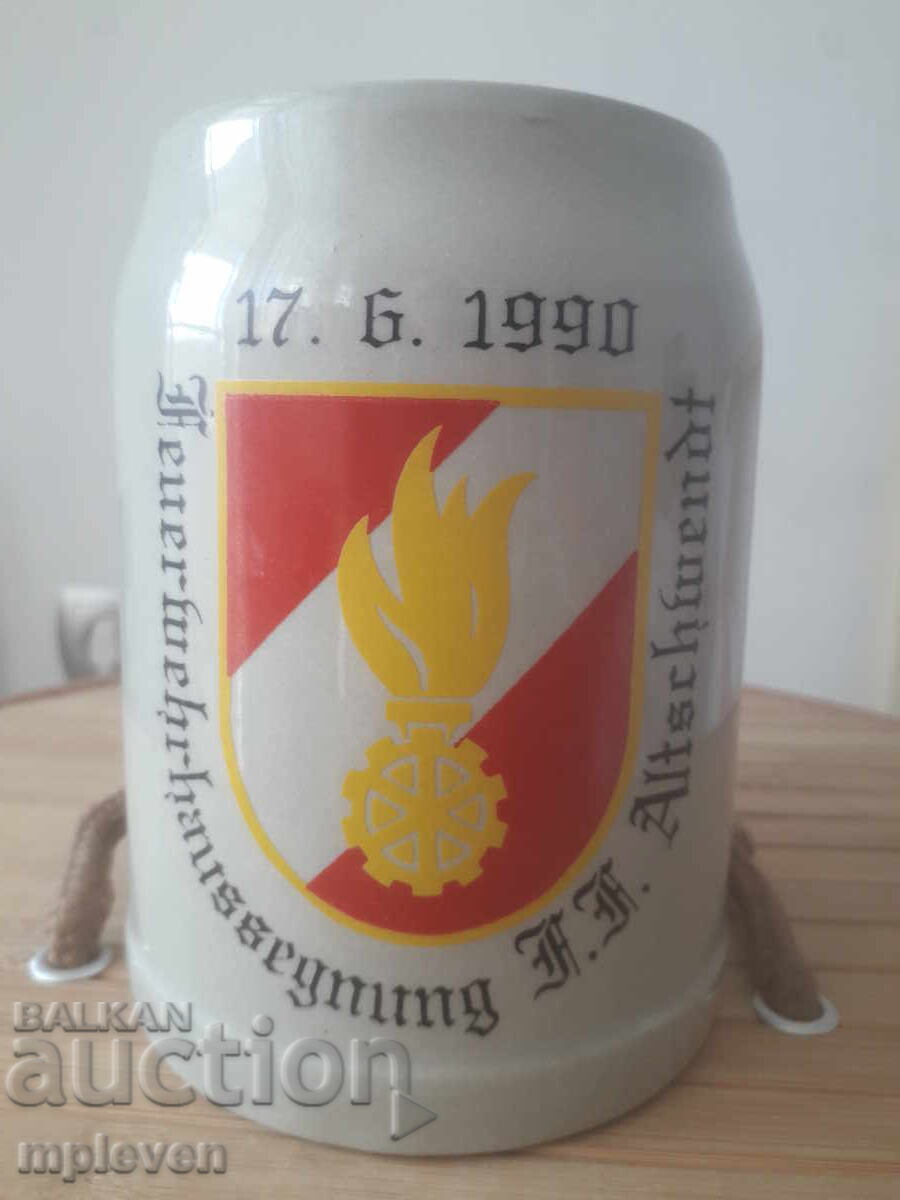 17. 6. 1990
Feuerwehrhaussegnung F.F. Altschwendt
BALKAN
auction
mpleven